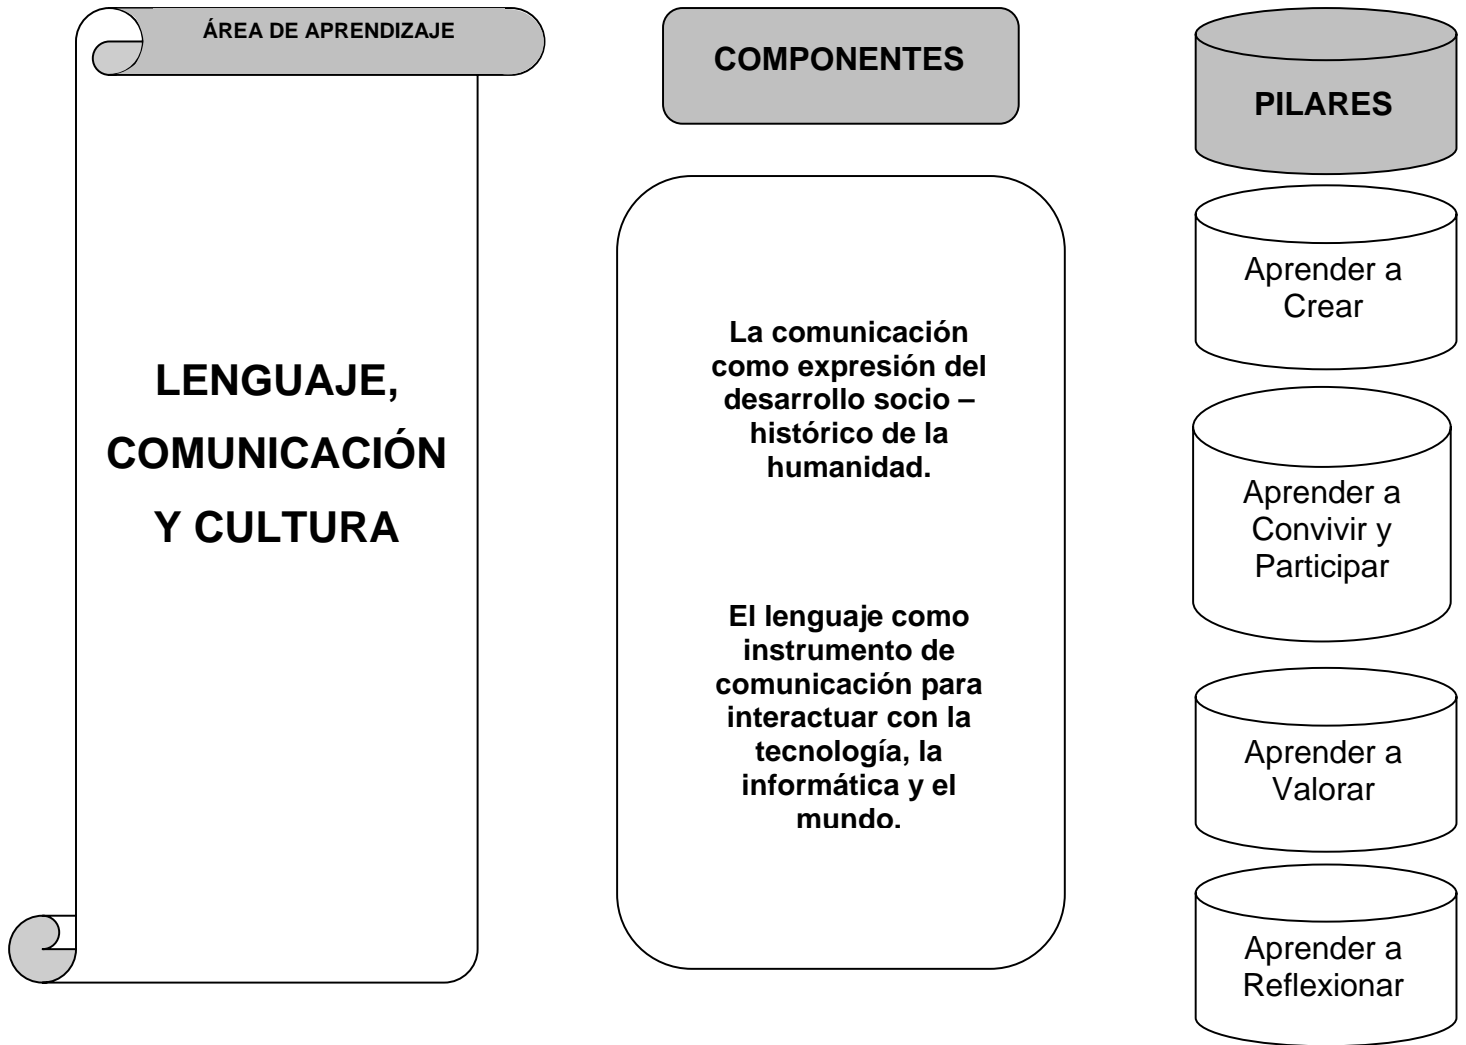 ÁREA DE APRENDIZAJE
LENGUAJE,
COMUNICACIÓN
Y CULTURA
COMPONENTES
La comunicación
como expresión del
desarrollo socio –
histórico de la
humanidad.
El lenguaje como
instrumento de
comunicación para
interactuar con la
tecnología, la
informática y el
mundo.
PILARES
Aprender a
Crear
Aprender a
Convivir y
Participar
Aprender a
Valorar
Aprender a
Reflexionar